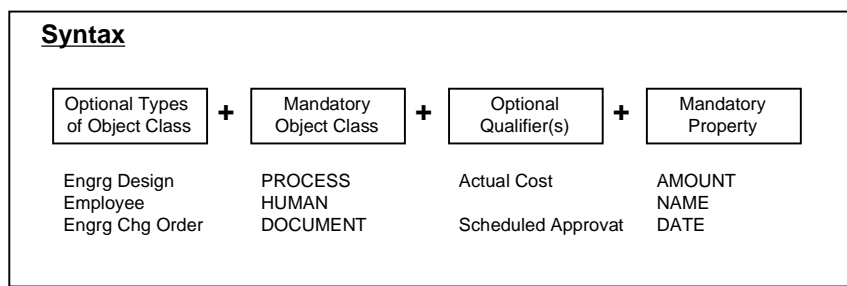 Syntax
Optional Types of Object Class + Mandatory Object Class + Optional Qualifier(s) + Mandatory Property
Engrg Design PROCESS Actual Cost AMOUNT
Employee HUMAN NAME
Engrg Chg Order DOCUMENT Scheduled Approvat DATE